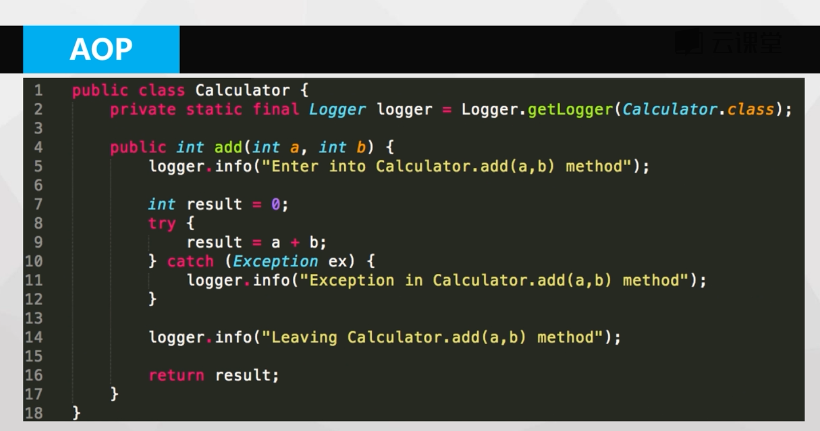 AOP
云课堂
1 public class Calculator {
2     private static final Logger logger = Logger.getLogger(Calculator.class);
3
4     public int add(int a, int b) {
5         logger.info("Enter into Calculator.add(a,b) method");
6
7         int result = 0;
8         try {
9             result = a + b;
10         } catch (Exception ex) {
11             logger.info("Exception in Calculator.add(a,b) method");
12         }
13
14         logger.info("Leaving Calculator.add(a,b) method");
15
16         return result;
17     }
18 }